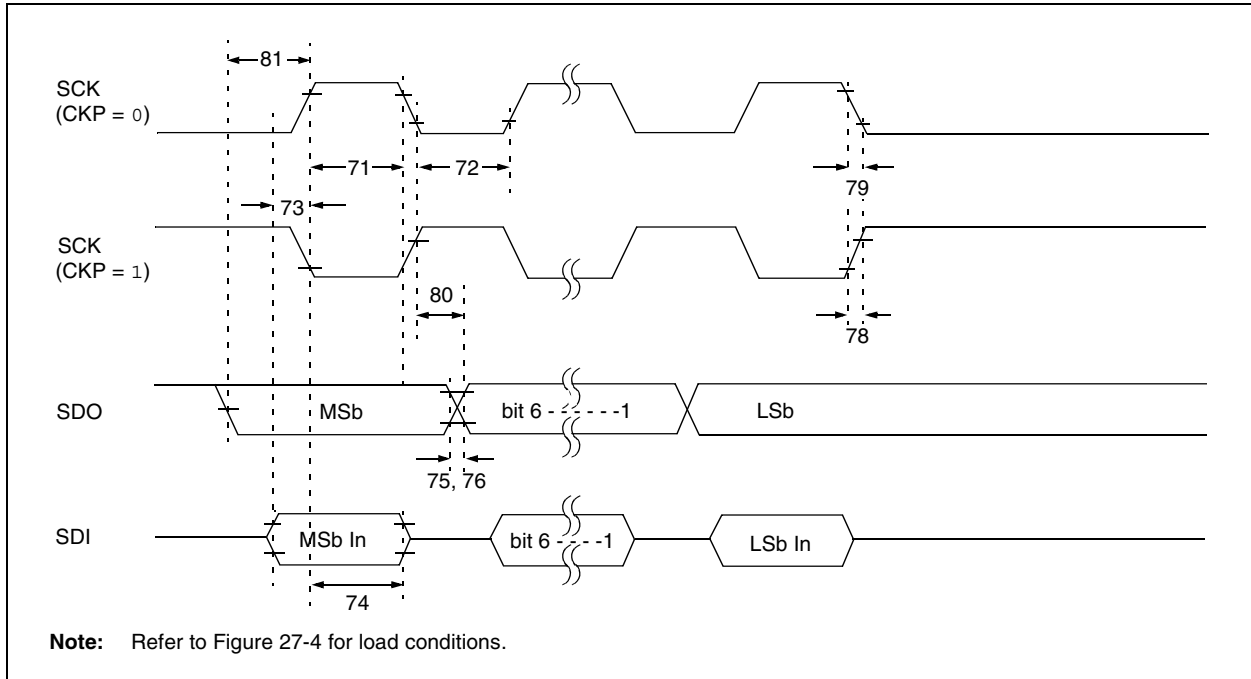 81
SCK
(CKP = 0)
71
72
79
73
SCK
(CKP = 1)
80
78
SDO
MSb
bit 6 - - - - - -1
LSb
75, 76
SDI
MSb In
bit 6 - - - -1
LSb In
74
Note: Refer to Figure 27-4 for load conditions.